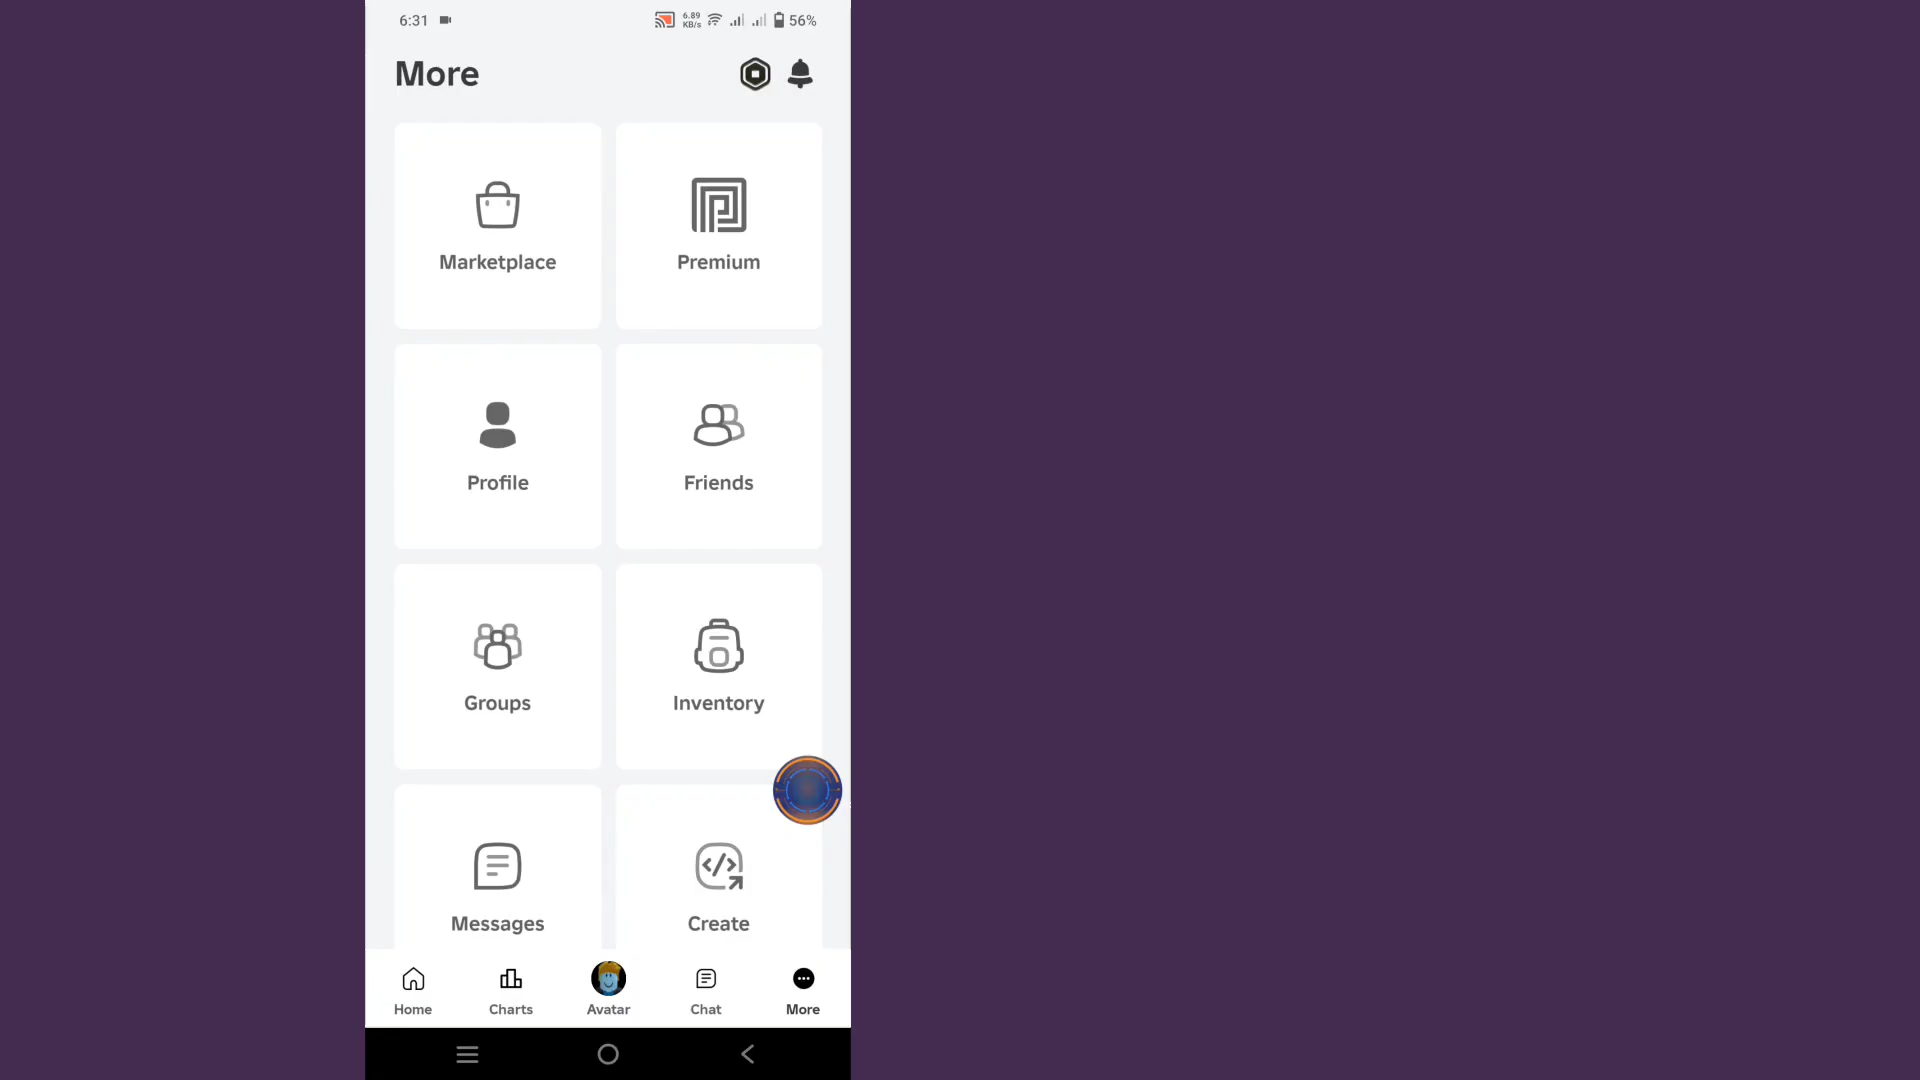 6:31
6.89
KB/s
56%
More
Marketplace
Premium
Profile
Friends
Groups
Inventory
Messages
Create
Home
Charts
Avatar
Chat
More